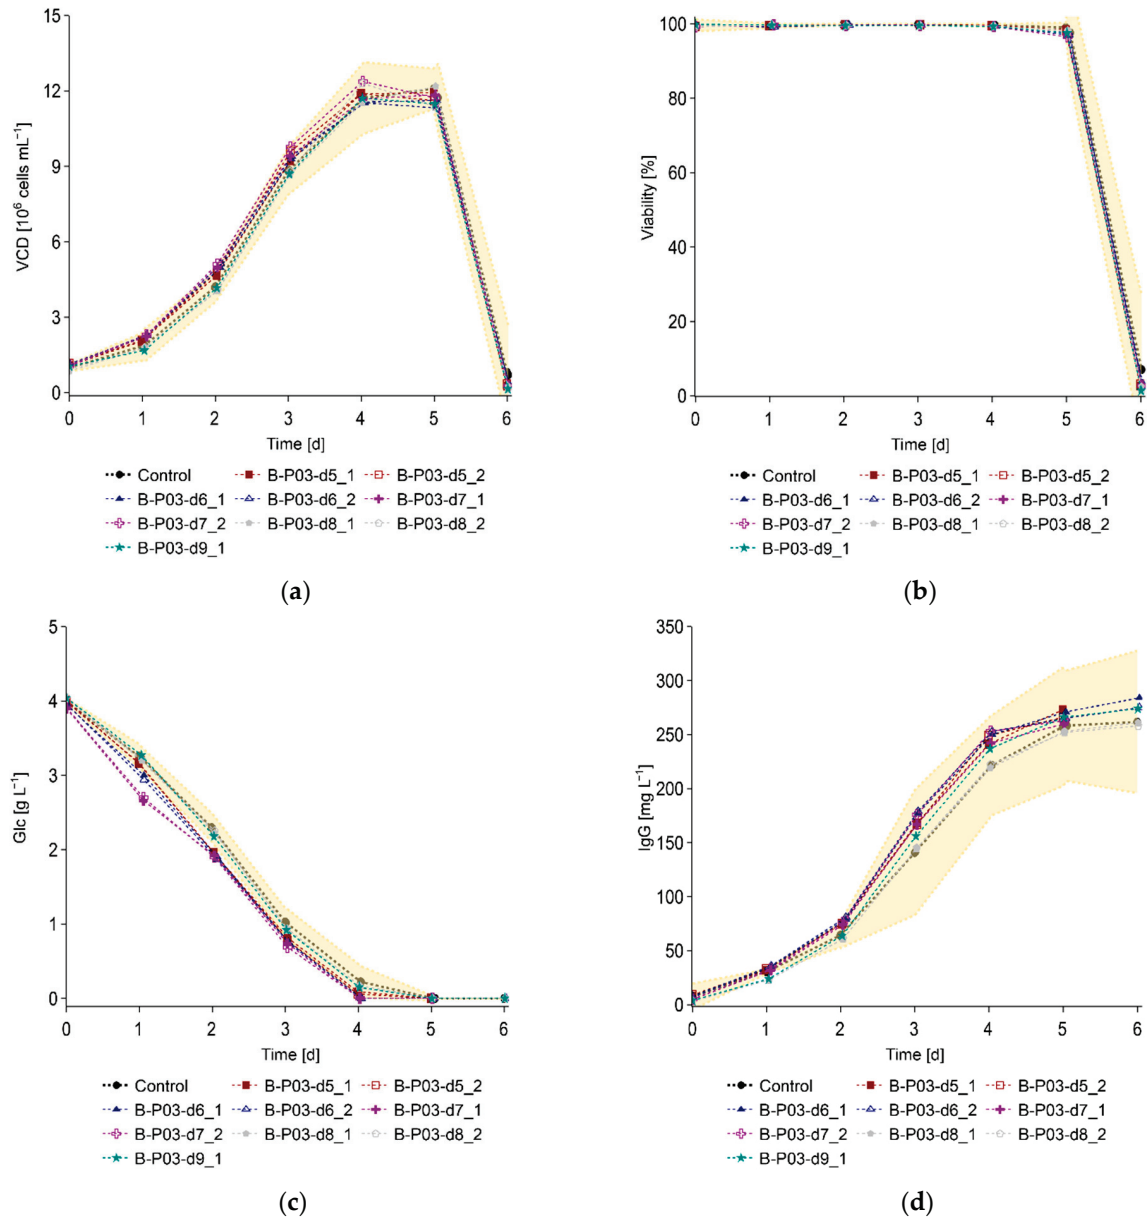 15
12
9
6
3
0
VCD [10⁶ cells mL⁻¹]
0 1 2 3 4 5 6
Time [d]
Control B-P03-d5_1 B-P03-d5_2
B-P03-d6_1 B-P03-d6_2 B-P03-d7_1
B-P03-d7_2 B-P03-d8_1 B-P03-d8_2
B-P03-d9_1
(a)
100
80
60
40
20
0
Viability [%]
0 1 2 3 4 5 6
Time [d]
Control B-P03-d5_1 B-P03-d5_2
B-P03-d6_1 B-P03-d6_2 B-P03-d7_1
B-P03-d7_2 B-P03-d8_1 B-P03-d8_2
B-P03-d9_1
(b)
5
4
3
2
1
0
Glc [g L⁻¹]
0 1 2 3 4 5 6
Time [d]
Control B-P03-d5_1 B-P03-d5_2
B-P03-d6_1 B-P03-d6_2 B-P03-d7_1
B-P03-d7_2 B-P03-d8_1 B-P03-d8_2
B-P03-d9_1
(c)
350
300
250
200
150
100
50
0
IgG [mg L⁻¹]
0 1 2 3 4 5 6
Time [d]
Control B-P03-d5_1 B-P03-d5_2
B-P03-d6_1 B-P03-d6_2 B-P03-d7_1
B-P03-d7_2 B-P03-d8_1 B-P03-d8_2
B-P03-d9_1
(d)